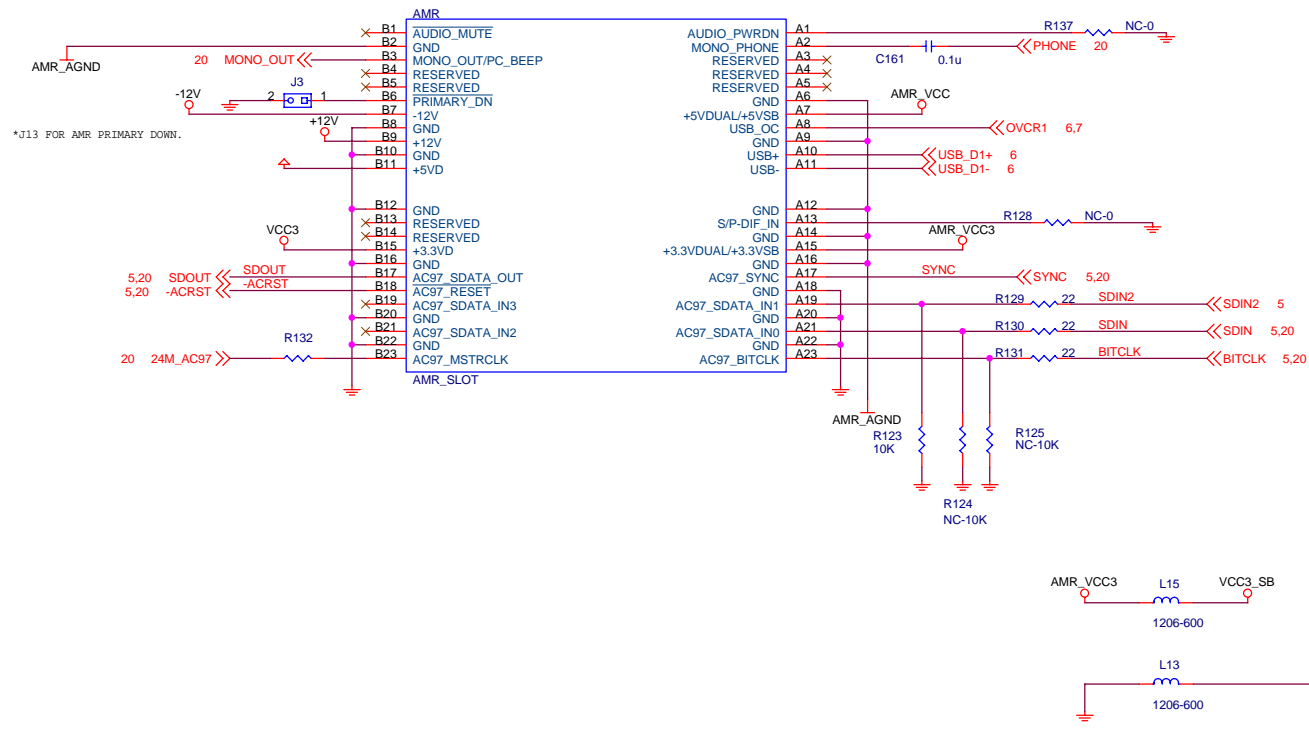 AMR
B1 AUDIO_MUTE AUDIO_PWRDN A1 R137 NC-0
B2 GND MONO_PHONE A2 C161 0.1u PHONE 20
AMR_AGND
20 MONO_OUT B3 MONO_OUT/PC_BEEP RESERVED A3
B4 RESERVED RESERVED A4
B5 RESERVED RESERVED A5
J3
2 1 B6 PRIMARY_DN GND A6
-12V B7 -12V +5VDUAL/+5VSB A7 AMR_VCC
B8 GND USB_OC A8 OVCR1 6,7
+12V B9 +12V GND A9
*J13 FOR AMR PRIMARY DOWN.
B10 GND USB+ A10 USB_D1+ 6
B11 +5VD USB- A11 USB_D1- 6
B12 GND GND A12
B13 RESERVED S/P-DIF_IN A13 R128 NC-0
B14 RESERVED GND A14
VCC3 B15 +3.3VD +3.3VDUAL/+3.3VSB A15 AMR_VCC3
B16 GND GND A16
5,20 SDOUT SDOUT B17 AC97_SDATA_OUT AC97_SYNC A17 SYNC SYNC 5,20
5,20 -ACRST -ACRST B18 AC97_RESET GND A18
B19 AC97_SDATA_IN3 AC97_SDATA_IN1 A19 R129 22 SDIN2 SDIN2 5
B20 GND GND A20
B21 AC97_SDATA_IN2 AC97_SDATA_IN0 A21 R130 22 SDIN SDIN 5,20
R132
B22 GND GND A22
20 24M_AC97 B23 AC97_MSTRCLK AC97_BITCLK A23 R131 22 BITCLK BITCLK 5,20
AMR_SLOT
AMR_AGND
R123
10K
R125
NC-10K
R124
NC-10K
AMR_VCC3 L15 VCC3_SB
1206-600
L13
1206-600